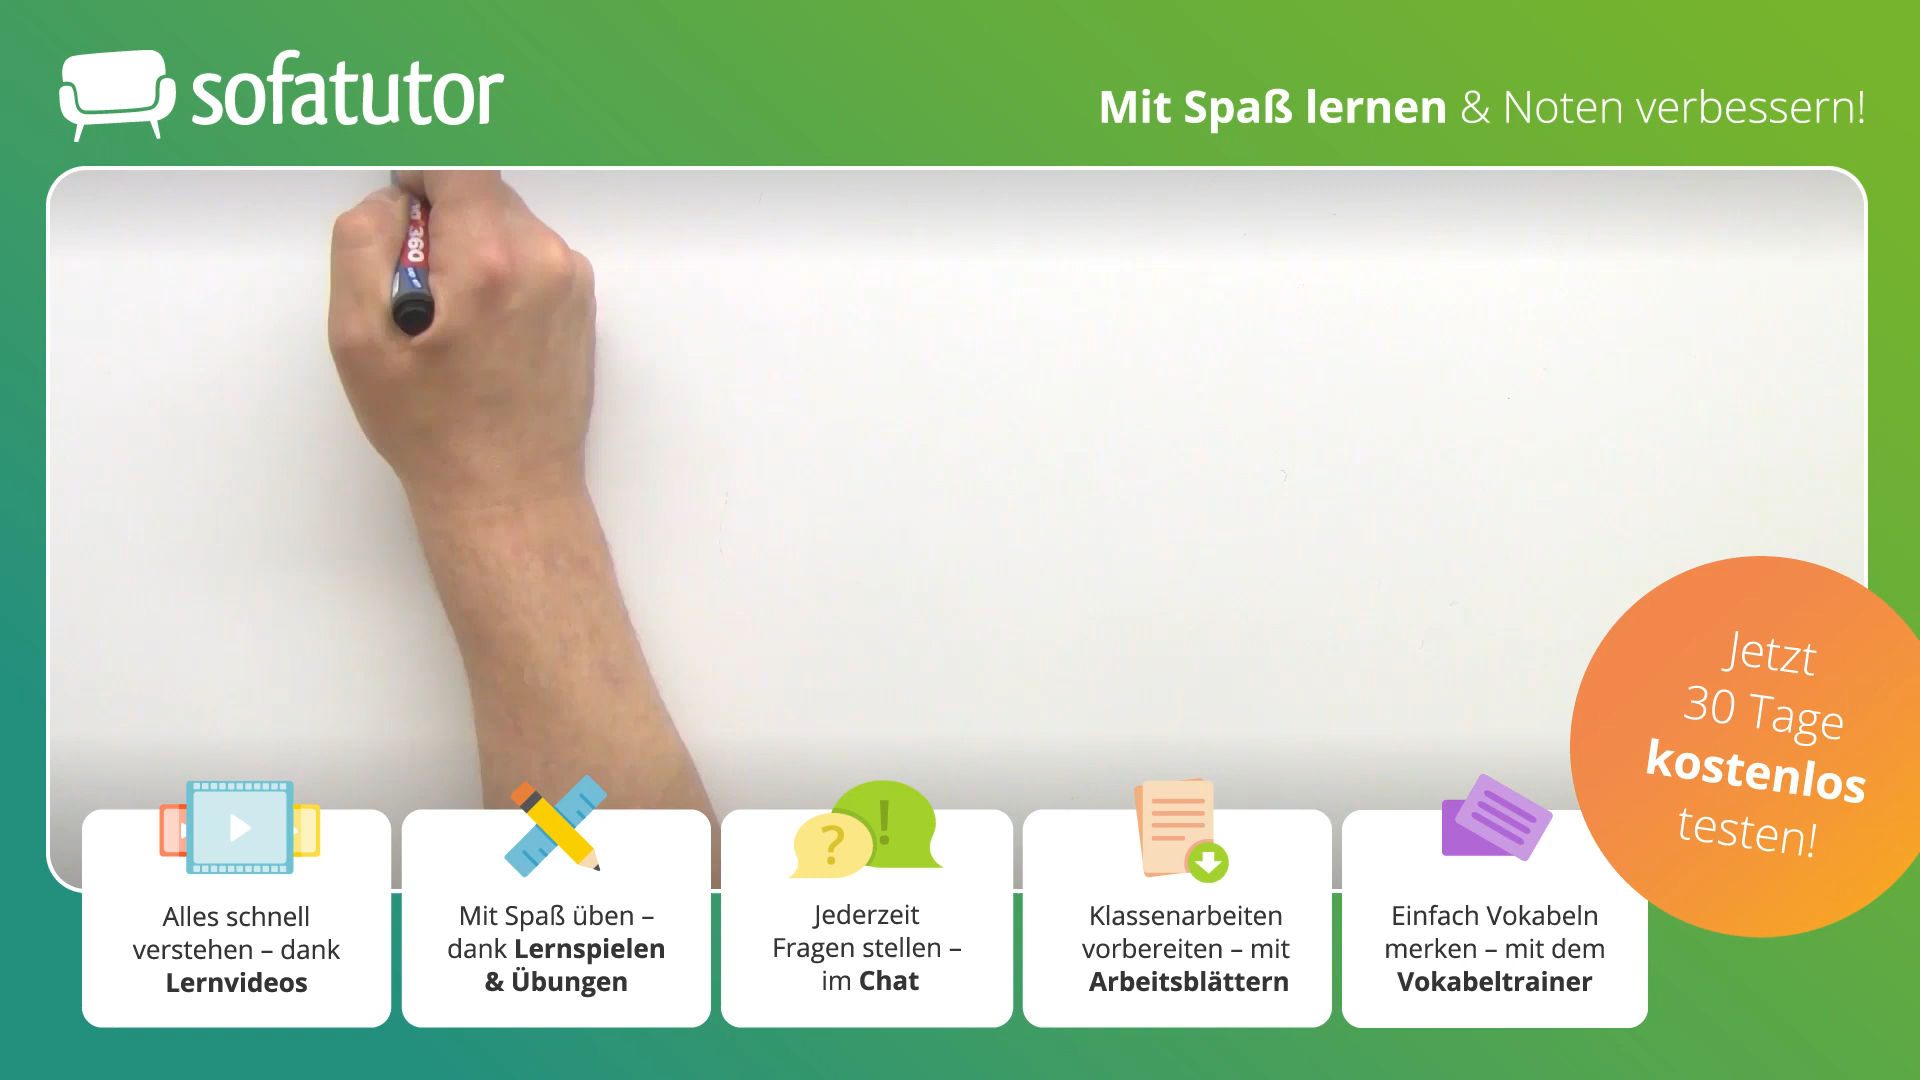 sofatutor
Mit Spaß lernen & Noten verbessern!
360
Jetzt
30 Tage
kostenlos
testen!
Alles schnell
verstehen – dank
Lernvideos
Mit Spaß üben –
dank Lernspielen
& Übungen
?
!
Jederzeit
Fragen stellen –
im Chat
Klassenarbeiten
vorbereiten – mit
Arbeitsblättern
Einfach Vokabeln
merken – mit dem
Vokabeltrainer